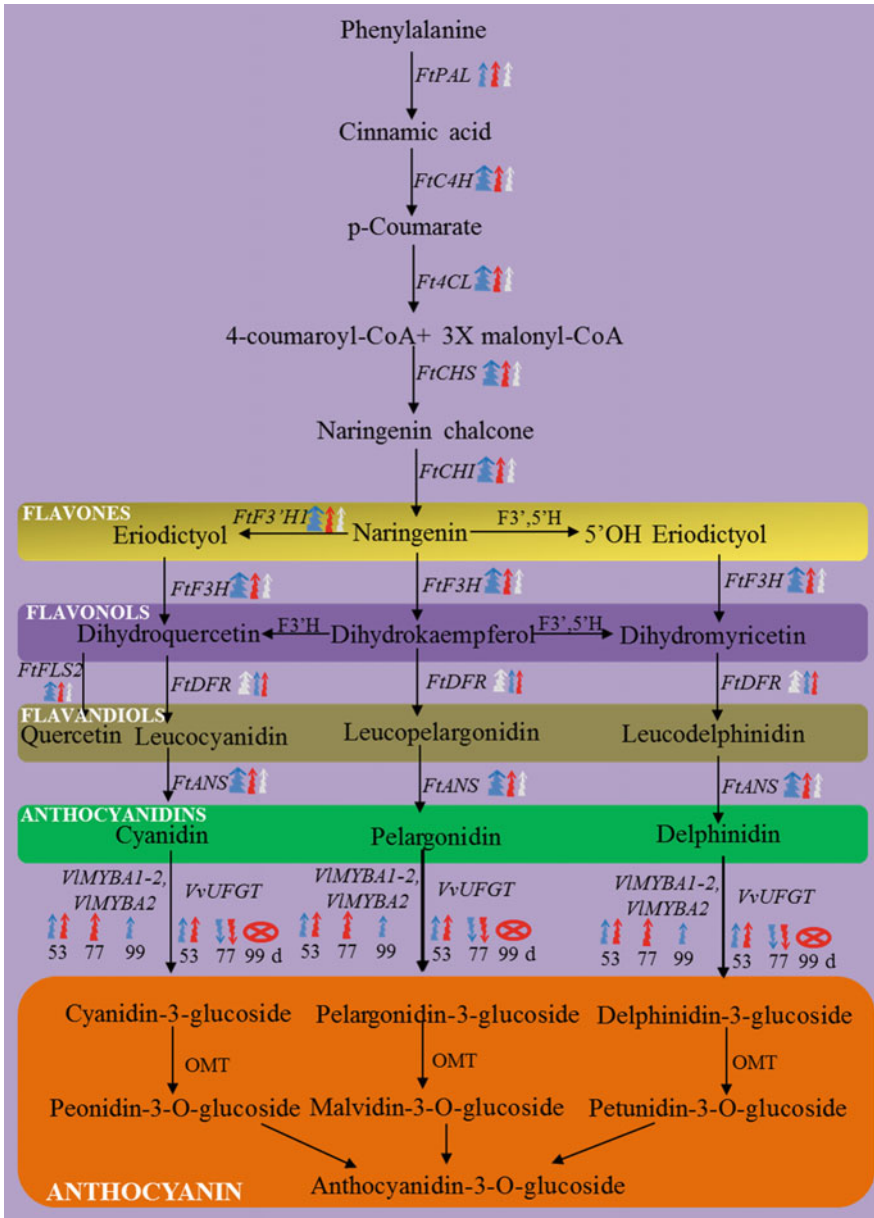 Phenylalanine
FtPAL
Cinnamic acid
FtC4H
p-Coumarate
Ft4CL
4-coumaroyl-CoA+ 3X malonyl-CoA
FtCHS
Naringenin chalcone
FtCHI
FLAVONES
FtF3'H1 F3',5'H
Eriodictyol Naringenin 5'OH Eriodictyol
FtF3H FtF3H FtF3H
FLAVONOLS
F3'H F3',5'H
Dihydroquercetin Dihydrokaempferol Dihydromyricetin
FtFLS2
FtDFR FtDFR FtDFR
FLAVANDIOLS
Quercetin Leucocyanidin Leucopelargonidin Leucodelphinidin
FtANS FtANS FtANS
ANTHOCYANIDINS
Cyanidin Pelargonidin Delphinidin
VlMYBA1-2, VlMYBA1-2, VlMYBA1-2,
VlMYBA2 VvUFGT VlMYBA2 VvUFGT VlMYBA2 VvUFGT
53 77 99 53 77 99 d 53 77 99 53 77 99 d 53 77 99 53 77 99 d
Cyanidin-3-glucoside Pelargonidin-3-glucoside Delphinidin-3-glucoside
OMT OMT OMT
Peonidin-3-O-glucoside Malvidin-3-O-glucoside Petunidin-3-O-glucoside
ANTHOCYANIN Anthocyanidin-3-O-glucoside